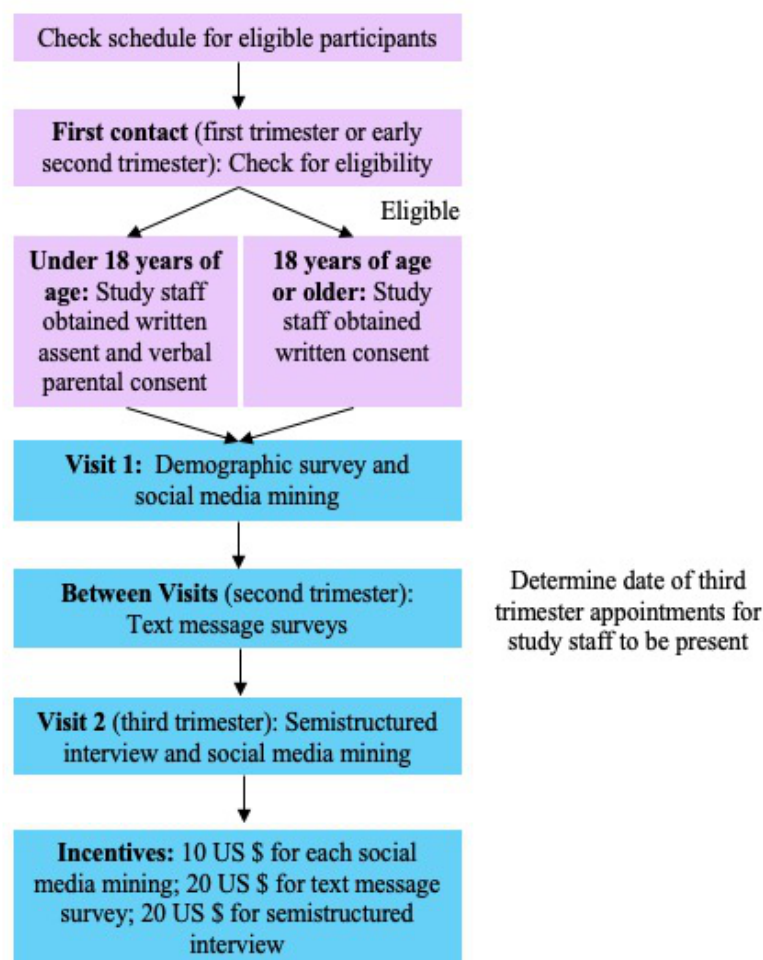 Check schedule for eligible participants
First contact (first trimester or early
second trimester): Check for eligibility
Eligible
Under 18 years of
age: Study staff
obtained written
assent and verbal
parental consent
18 years of age
or older: Study
staff obtained
written consent
Visit 1: Demographic survey and
social media mining
Between Visits (second trimester):
Text message surveys
Determine date of third
trimester appointments for
study staff to be present
Visit 2 (third trimester): Semistructured
interview and social media mining
Incentives: 10 US $ for each social
media mining; 20 US $ for text message
survey; 20 US $ for semistructured
interview